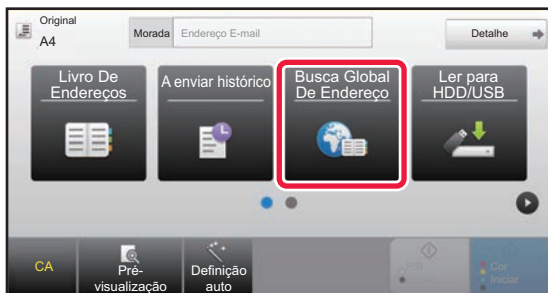 Original
A4
Morada
Endereço E-mail
Detalhe
Livro De
Endereços
A enviar histórico
Busca Global
De Endereço
Ler para
HDD/USB
CA
Pré-
visualização
Definição
auto
P/B
Iniciar
Cor
Iniciar